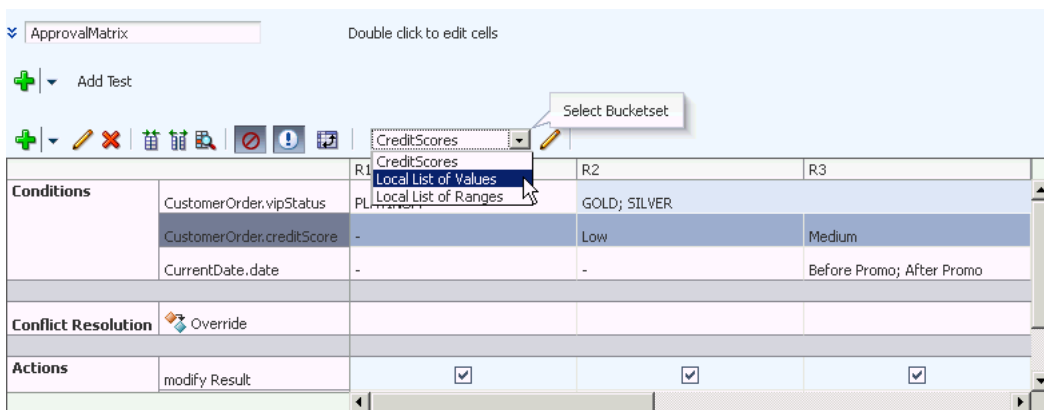 ApprovalMatrix Double click to edit cells
Add Test
Select Bucketset
CreditScores
CreditScores
Local List of Values
Local List of Ranges
R2 R3
Conditions CustomerOrder.vipStatus GOLD; SILVER
CustomerOrder.creditScore - Low Medium
CurrentDate.date - - Before Promo; After Promo
Conflict Resolution Override
Actions modify Result